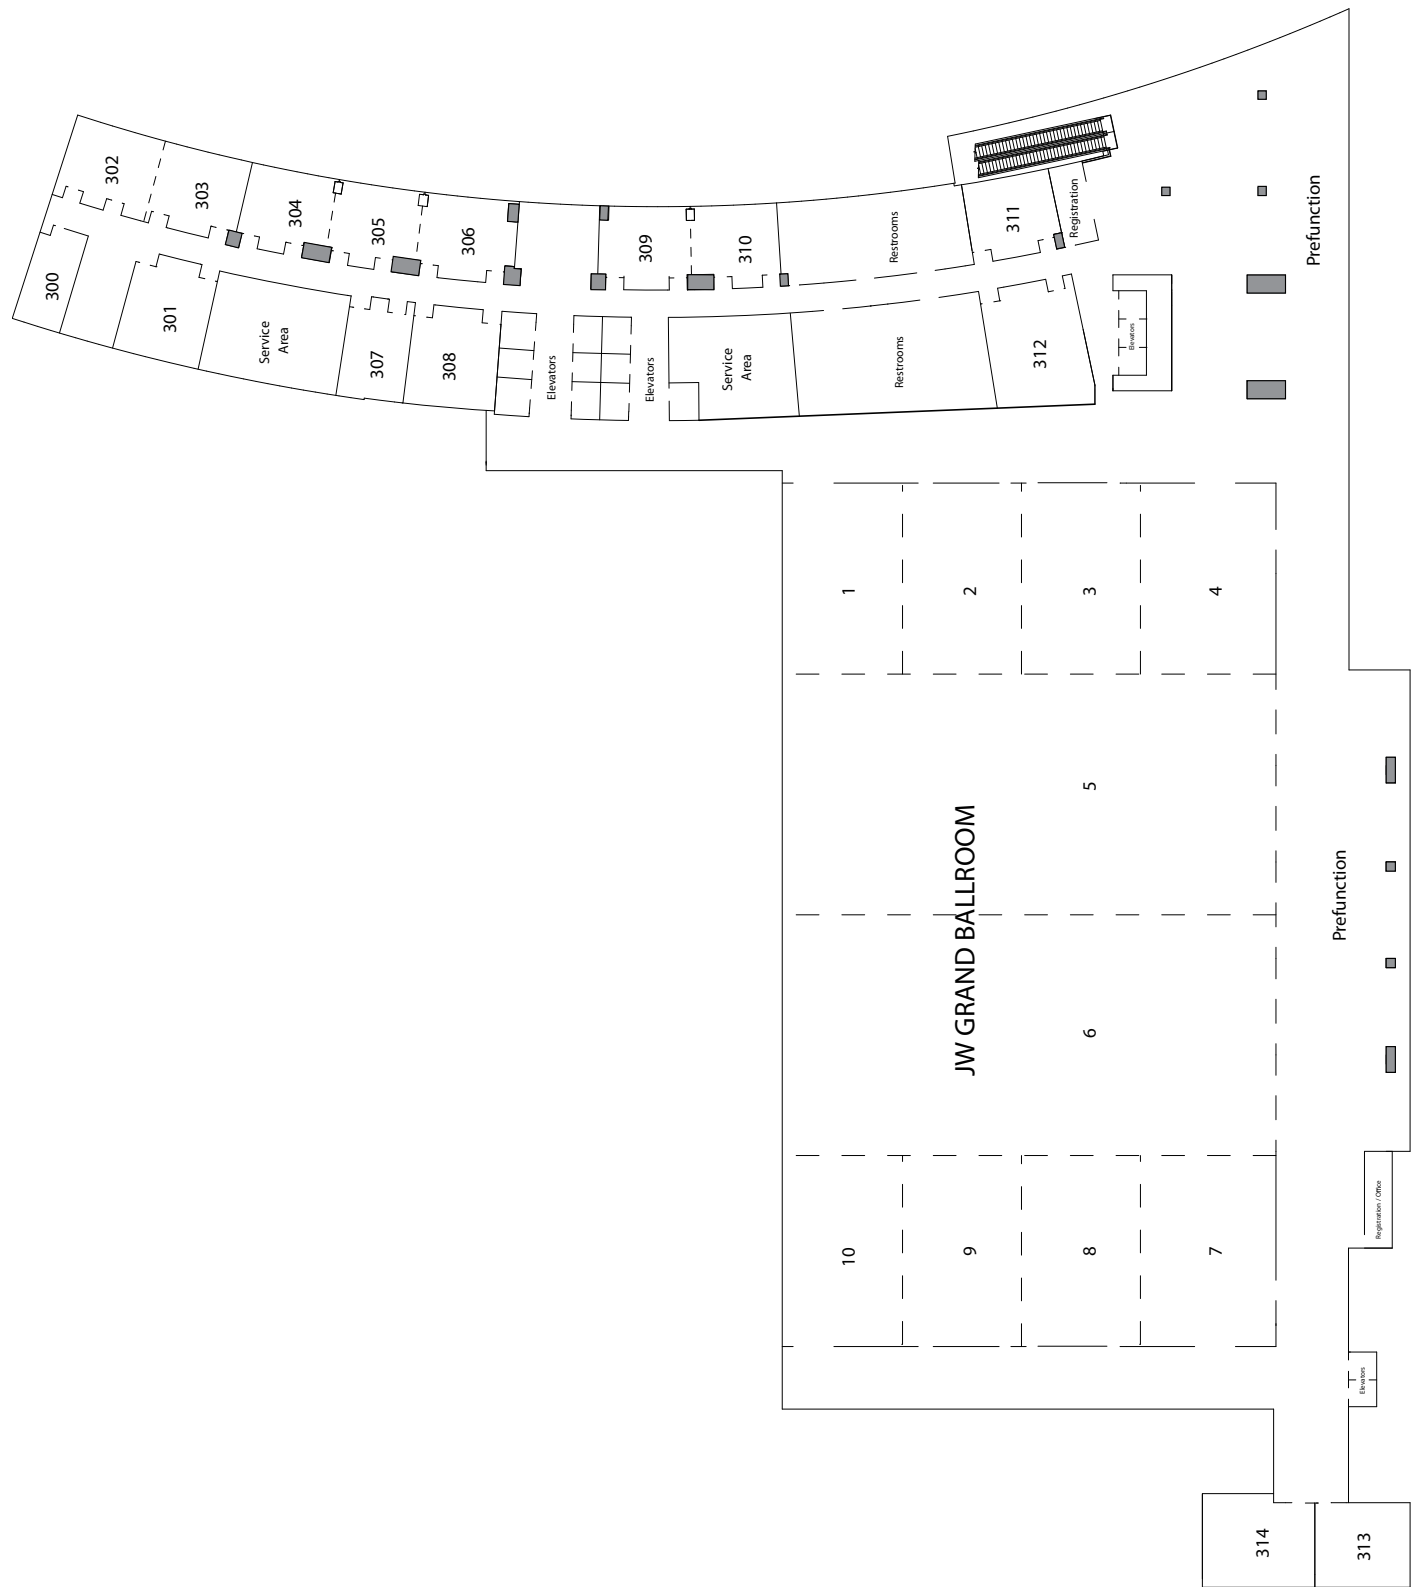 302
303
304
305
306
309
310
Restrooms
311
Registration
Prefunction
300
301
Service
Area
307
308
Elevators
Elevators
Service
Area
Restrooms
312
Elevators
1
2
3
4
5
JW GRAND BALLROOM
6
Prefunction
10
9
8
7
Registration / Office
Elevators
314
313